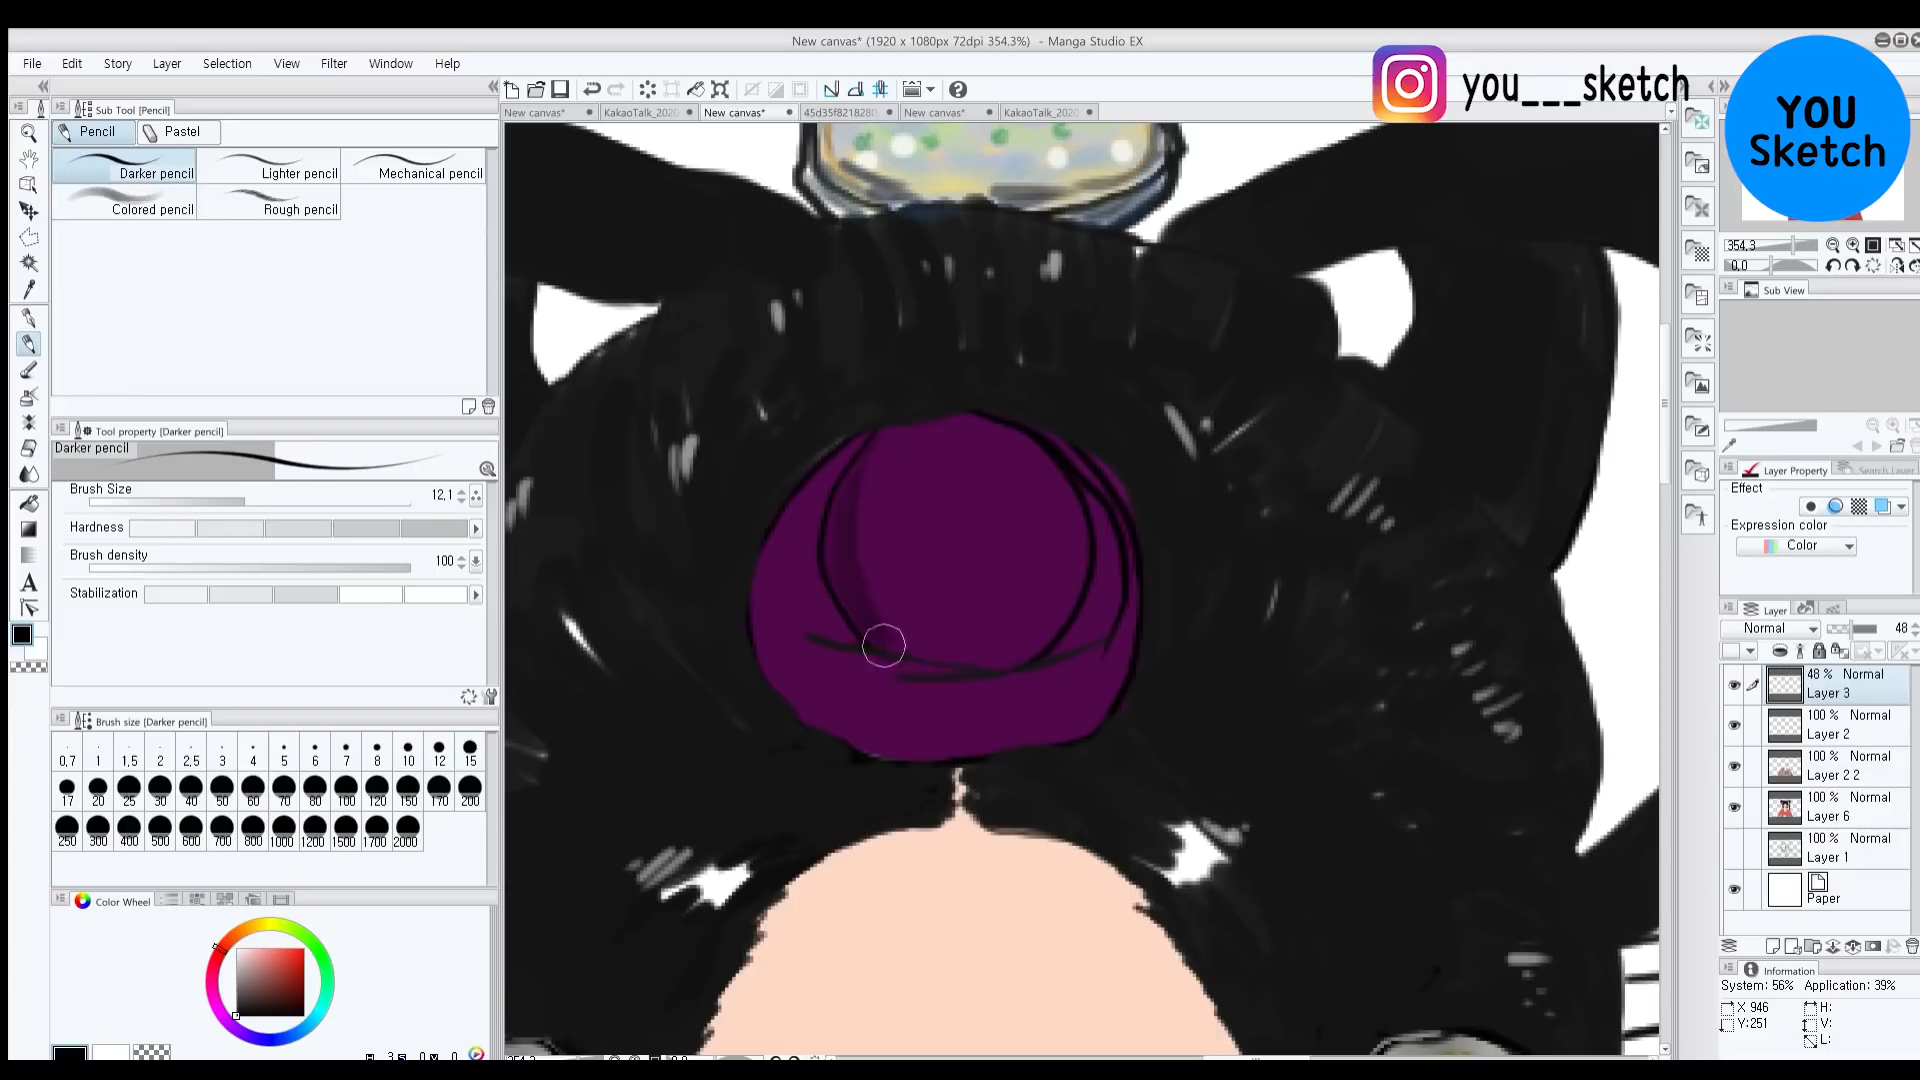 New canvas* (1920 x 1080px 72dpi 354.3%) - Manga Studio EX
File Edit Story Layer Selection View Filter Window Help
you___sketch
YOU
Sketch
Sub Tool [Pencil]
Pencil Pastel
Darker pencil Lighter pencil Mechanical pencil
Colored pencil Rough pencil
New canvas* KakaoTalk_2020 New canvas* 45d35f8218280 New canvas* KakaoTalk_2020
354.3
0.0
Sub View
Tool property [Darker pencil]
Darker pencil
Brush Size 12.1
Hardness
Brush density 100
Stabilization
Layer Property Search Layer
Effect
Expression color
Color
Layer
Normal 48
48 % Normal
Layer 3
100 % Normal
Layer 2
100 % Normal
Layer 2 2
100 % Normal
Layer 6
100 % Normal
Layer 1
Paper
Brush size [Darker pencil]
0.7 1 1.5 2 2.5 3 4 5 6 7 8 10 12 15
17 20 25 30 40 50 60 70 80 100 120 150 170 200
250 300 400 500 600 700 800 1000 1200 1500 1700 2000
Color Wheel
Information
System: 56% Application: 39%
X 946 H:
Y:251 V:
L: